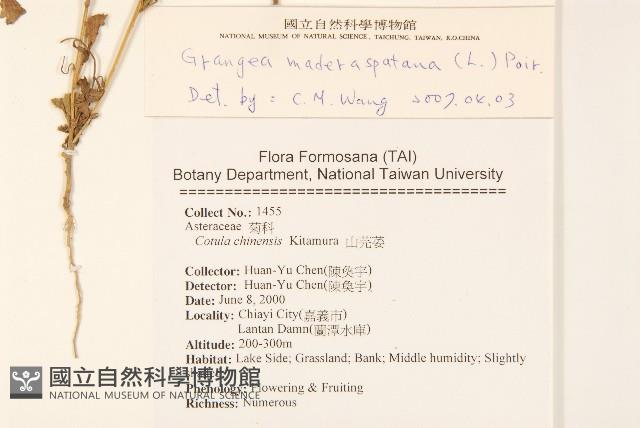 國立自然科學博物館
NATIONAL MUSEUM OF NATURAL SCIENCE, TAICHUNG, TAIWAN, R.O.CHINA
Grangea maderaspatana (L.) Poir.
Det. by : C. M. Wang 2007.04.03
Flora Formosana (TAI)
Botany Department, National Taiwan University
====================================
Collect No.: 1455
Asteraceae 菊科
Cotula chinensis Kitamura 山芫荽
Collector: Huan-Yu Chen(陳奐宇)
Detector: Huan-Yu Chen(陳奐宇)
Date: June 8, 2000
Locality: Chiayi City(嘉義市)
Lantan Damn(蘭潭水庫)
Altitude: 200-300m
Habitat: Lake Side; Grassland; Bank; Middle humidity; Slightly
Phenology: Flowering & Fruiting
Richness: Numerous
國立自然科學博物館
NATIONAL MUSEUM OF NATURAL SCIENCE